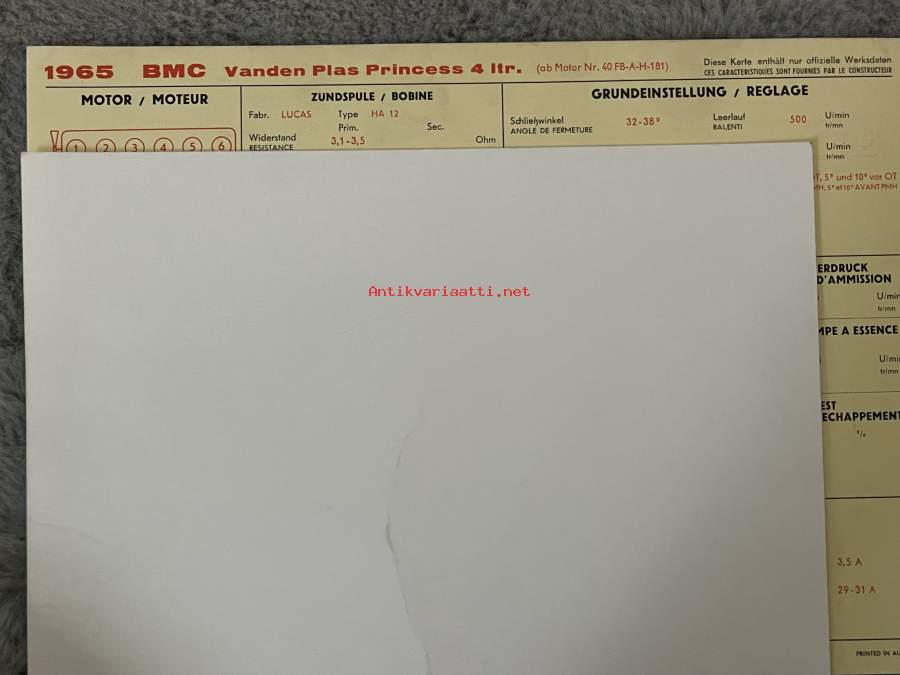 1965 BMC Vanden Plas Princess 4 ltr. (ab Motor Nr. 40 FB-A-H-181)
Diese Karte enthält nur offizielle Werksdaten
CES CARACTERISTIQUES SONT FOURNIES PAR LE CONSTRUCTEUR
MOTOR / MOTEUR
1 2 3 4 5 6
ZUNDSPULE / BOBINE
Fabr. LUCAS Type HA 12
Prim. Sec.
Widerstand 3,1-3,5 Ohm
RESISTANCE
GRUNDEINSTELLUNG / REGLAGE
Schließwinkel 32-38° Leerlauf 500 U/min
ANGLE DE FERMETURE RALENTI tr/mn
U/min
tr/mn
OT, 5° und 10° vor OT
MH, 5° et 10° AVANT PMH
ERDRUCK
D'AMMISSION
U/min
tr/mn
MPE A ESSENCE
U/mi
tr/mn
EST
ECHAPPEMENT
%
3,5 A
29-31 A
PRINTED IN AU
Antikvariaatti.net